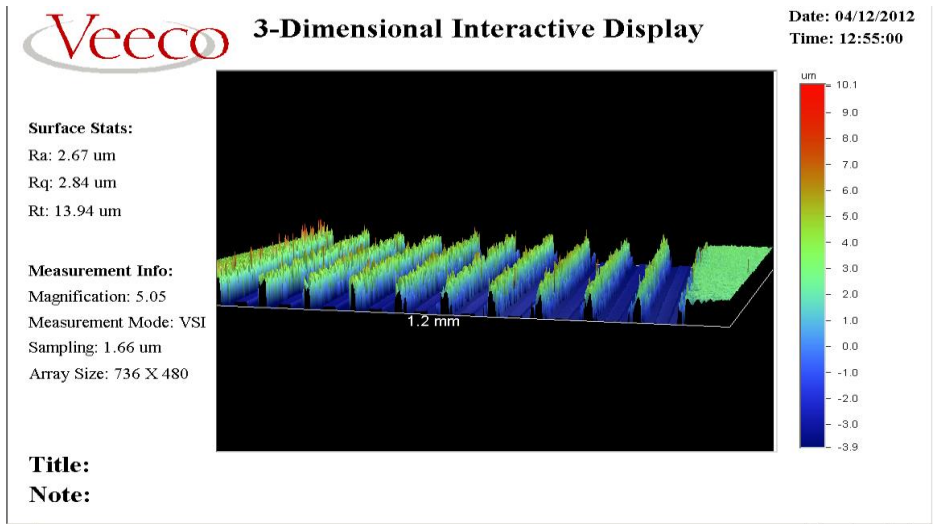 Veeco
3-Dimensional Interactive Display
Date: 04/12/2012
Time: 12:55:00
Surface Stats:
Ra: 2.67 um
Rq: 2.84 um
Rt: 13.94 um
Measurement Info:
Magnification: 5.05
Measurement Mode: VSI
Sampling: 1.66 um
Array Size: 736 X 480
Title:
Note:
1.2 mm
um
10.1
9.0
8.0
7.0
6.0
5.0
4.0
3.0
2.0
1.0
0.0
-1.0
-2.0
-3.0
-3.9